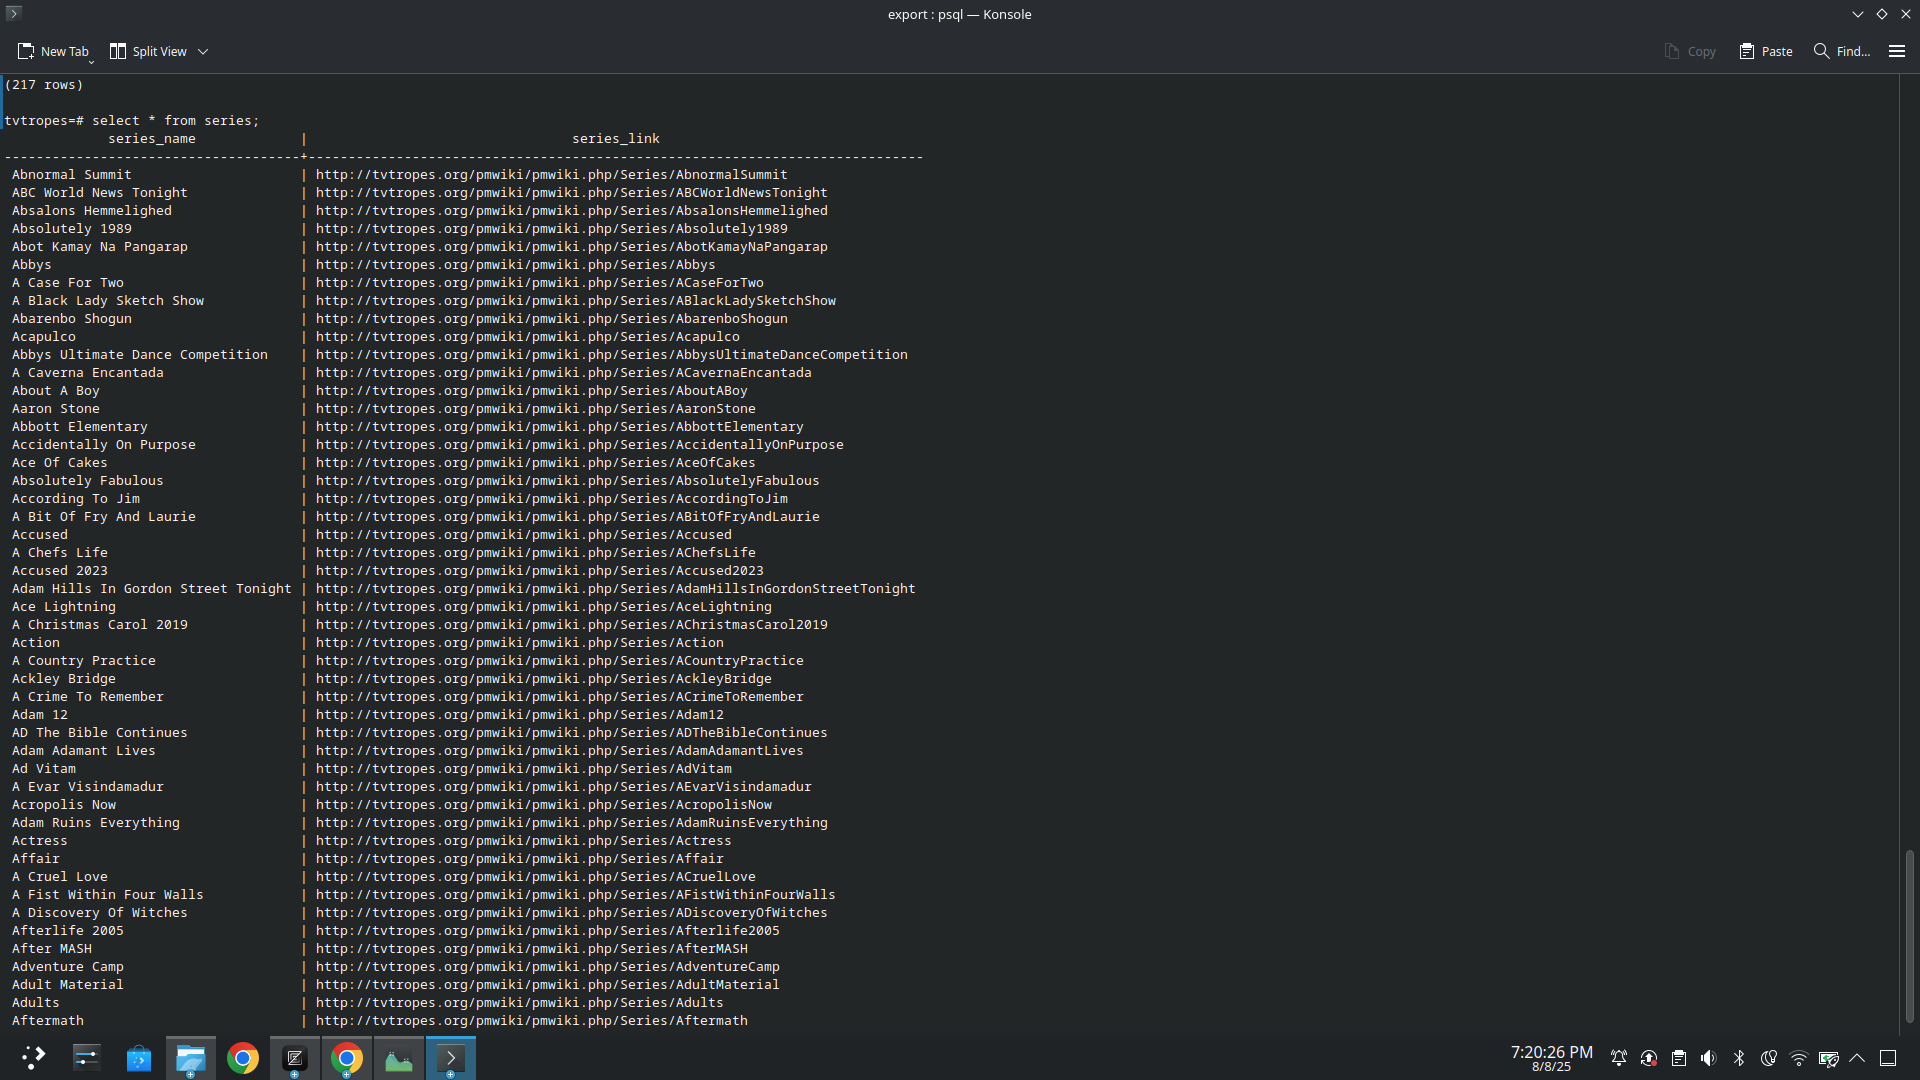 export : psql — Konsole
New Tab
Split View
Copy
Paste
Find...
(217 rows)
tvtropes=# select * from series;
series_name | series_link
-------------------------------------+-----------------------------------------------------------------------------
Abnormal Summit | http://tvtropes.org/pmwiki/pmwiki.php/Series/AbnormalSummit
ABC World News Tonight | http://tvtropes.org/pmwiki/pmwiki.php/Series/ABCWorldNewsTonight
Absalons Hemmelighed | http://tvtropes.org/pmwiki/pmwiki.php/Series/AbsalonsHemmelighed
Absolutely 1989 | http://tvtropes.org/pmwiki/pmwiki.php/Series/Absolutely1989
Abot Kamay Na Pangarap | http://tvtropes.org/pmwiki/pmwiki.php/Series/AbotKamayNaPangarap
Abbys | http://tvtropes.org/pmwiki/pmwiki.php/Series/Abbys
A Case For Two | http://tvtropes.org/pmwiki/pmwiki.php/Series/ACaseForTwo
A Black Lady Sketch Show | http://tvtropes.org/pmwiki/pmwiki.php/Series/ABlackLadySketchShow
Abarenbo Shogun | http://tvtropes.org/pmwiki/pmwiki.php/Series/AbarenboShogun
Acapulco | http://tvtropes.org/pmwiki/pmwiki.php/Series/Acapulco
Abbys Ultimate Dance Competition | http://tvtropes.org/pmwiki/pmwiki.php/Series/AbbysUltimateDanceCompetition
A Caverna Encantada | http://tvtropes.org/pmwiki/pmwiki.php/Series/ACavernaEncantada
About A Boy | http://tvtropes.org/pmwiki/pmwiki.php/Series/AboutABoy
Aaron Stone | http://tvtropes.org/pmwiki/pmwiki.php/Series/AaronStone
Abbott Elementary | http://tvtropes.org/pmwiki/pmwiki.php/Series/AbbottElementary
Accidentally On Purpose | http://tvtropes.org/pmwiki/pmwiki.php/Series/AccidentallyOnPurpose
Ace Of Cakes | http://tvtropes.org/pmwiki/pmwiki.php/Series/AceOfCakes
Absolutely Fabulous | http://tvtropes.org/pmwiki/pmwiki.php/Series/AbsolutelyFabulous
According To Jim | http://tvtropes.org/pmwiki/pmwiki.php/Series/AccordingToJim
A Bit Of Fry And Laurie | http://tvtropes.org/pmwiki/pmwiki.php/Series/ABitOfFryAndLaurie
Accused | http://tvtropes.org/pmwiki/pmwiki.php/Series/Accused
A Chefs Life | http://tvtropes.org/pmwiki/pmwiki.php/Series/AChefsLife
Accused 2023 | http://tvtropes.org/pmwiki/pmwiki.php/Series/Accused2023
Adam Hills In Gordon Street Tonight | http://tvtropes.org/pmwiki/pmwiki.php/Series/AdamHillsInGordonStreetTonight
Ace Lightning | http://tvtropes.org/pmwiki/pmwiki.php/Series/AceLightning
A Christmas Carol 2019 | http://tvtropes.org/pmwiki/pmwiki.php/Series/AChristmasCarol2019
Action | http://tvtropes.org/pmwiki/pmwiki.php/Series/Action
A Country Practice | http://tvtropes.org/pmwiki/pmwiki.php/Series/ACountryPractice
Ackley Bridge | http://tvtropes.org/pmwiki/pmwiki.php/Series/AckleyBridge
A Crime To Remember | http://tvtropes.org/pmwiki/pmwiki.php/Series/ACrimeToRemember
Adam 12 | http://tvtropes.org/pmwiki/pmwiki.php/Series/Adam12
AD The Bible Continues | http://tvtropes.org/pmwiki/pmwiki.php/Series/ADTheBibleContinues
Adam Adamant Lives | http://tvtropes.org/pmwiki/pmwiki.php/Series/AdamAdamantLives
Ad Vitam | http://tvtropes.org/pmwiki/pmwiki.php/Series/AdVitam
A Evar Visindamadur | http://tvtropes.org/pmwiki/pmwiki.php/Series/AEvarVisindamadur
Acropolis Now | http://tvtropes.org/pmwiki/pmwiki.php/Series/AcropolisNow
Adam Ruins Everything | http://tvtropes.org/pmwiki/pmwiki.php/Series/AdamRuinsEverything
Actress | http://tvtropes.org/pmwiki/pmwiki.php/Series/Actress
Affair | http://tvtropes.org/pmwiki/pmwiki.php/Series/Affair
A Cruel Love | http://tvtropes.org/pmwiki/pmwiki.php/Series/ACruelLove
A Fist Within Four Walls | http://tvtropes.org/pmwiki/pmwiki.php/Series/AFistWithinFourWalls
A Discovery Of Witches | http://tvtropes.org/pmwiki/pmwiki.php/Series/ADiscoveryOfWitches
Afterlife 2005 | http://tvtropes.org/pmwiki/pmwiki.php/Series/Afterlife2005
After MASH | http://tvtropes.org/pmwiki/pmwiki.php/Series/AfterMASH
Adventure Camp | http://tvtropes.org/pmwiki/pmwiki.php/Series/AdventureCamp
Adult Material | http://tvtropes.org/pmwiki/pmwiki.php/Series/AdultMaterial
Adults | http://tvtropes.org/pmwiki/pmwiki.php/Series/Adults
Aftermath | http://tvtropes.org/pmwiki/pmwiki.php/Series/Aftermath
7:20:26 PM
8/8/25